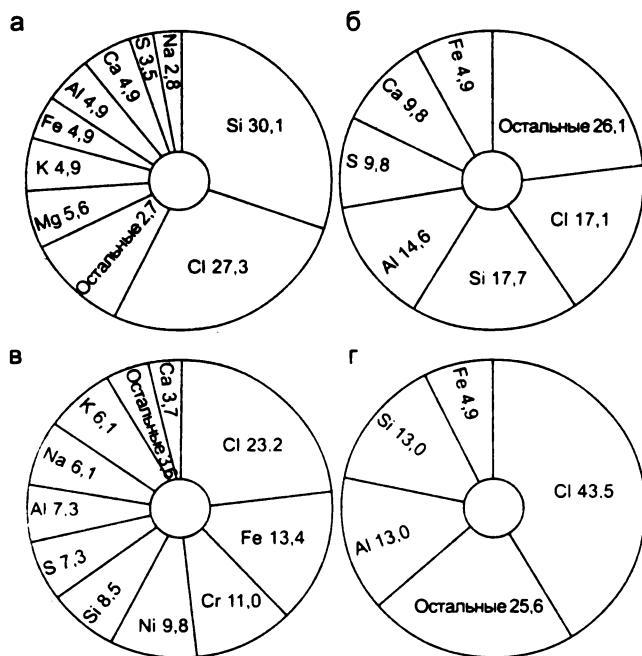 а
Si 30,1
Cl 27,3
Остальные 2,7
Mg 5,6
K 4,9
Fe 4,9
Al 4,9
Ca 4,9
S 3,5
Na 2,8
б
Остальные 26,1
Cl 17,1
Si 17,7
Al 14,6
S 9,8
Ca 9,8
Fe 4,9
в
Cl 23.2
Fe 13,4
Cr 11,0
Ni 9,8
Si 8,5
S 7,3
Al 7,3
Na 6,1
K 6,1
Остальные 3,6
Ca 3,7
г
Cl 43.5
Остальные 25,6
Al 13,0
Si 13,0
Fe 4,9